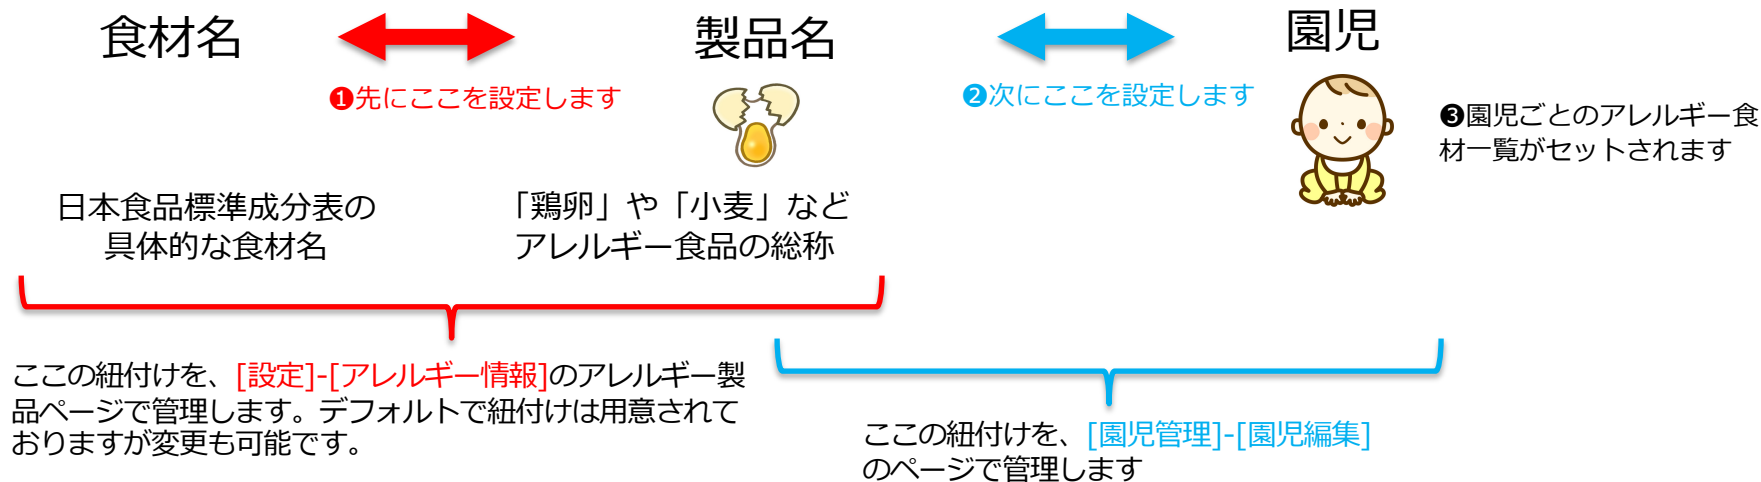 食材名
製品名
園児
❶先にここを設定します
❷次にここを設定します
❸園児ごとのアレルギー食
材一覧がセットされます
日本食品標準成分表の
具体的な食材名
「鶏卵」や「小麦」など
アレルギー食品の総称
ここの紐付けを、[設定]-[アレルギー情報]のアレルギー製
品ページで管理します。デフォルトで紐付けは用意されて
おりますが変更も可能です。
ここの紐付けを、[園児管理]-[園児編集]
のページで管理します